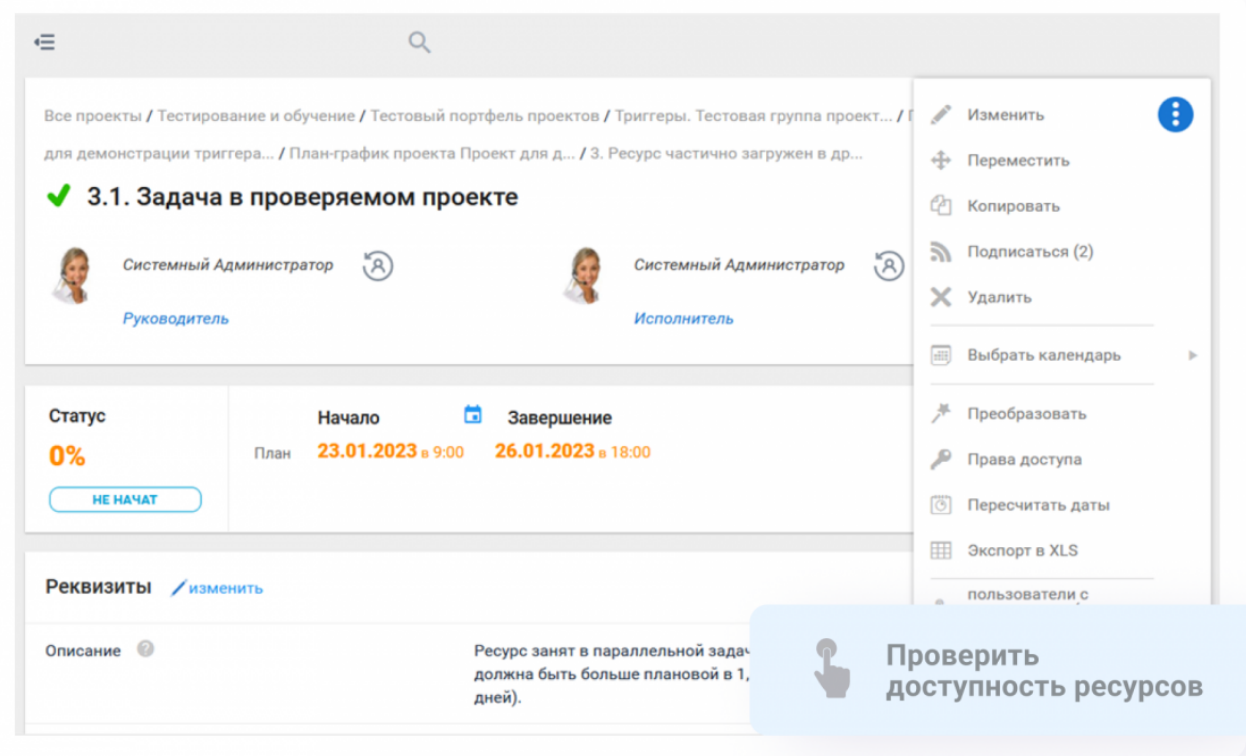 Все проекты / Тестирование и обучение / Тестовый портфель проектов / Триггеры. Тестовая группа проект... /
для демонстрации триггера... / План-график проекта Проект для д... / 3. Ресурс частично загружен в др...
3.1. Задача в проверяемом проекте
Системный Администратор
Руководитель
Системный Администратор
Исполнитель
Статус
0%
НЕ НАЧАТ
Начало
Завершение
План
23.01.2023 в 9:00
26.01.2023 в 18:00
Реквизиты
изменить
Описание ?
Ресурс занят в параллельной
должна быть больше плановой в 1,
дней).
Изменить
Переместить
Копировать
Подписаться (2)
Удалить
Выбрать календарь
Преобразовать
Права доступа
Пересчитать даты
Экспорт в XLS
пользователи с
Проверить
доступность ресурсов